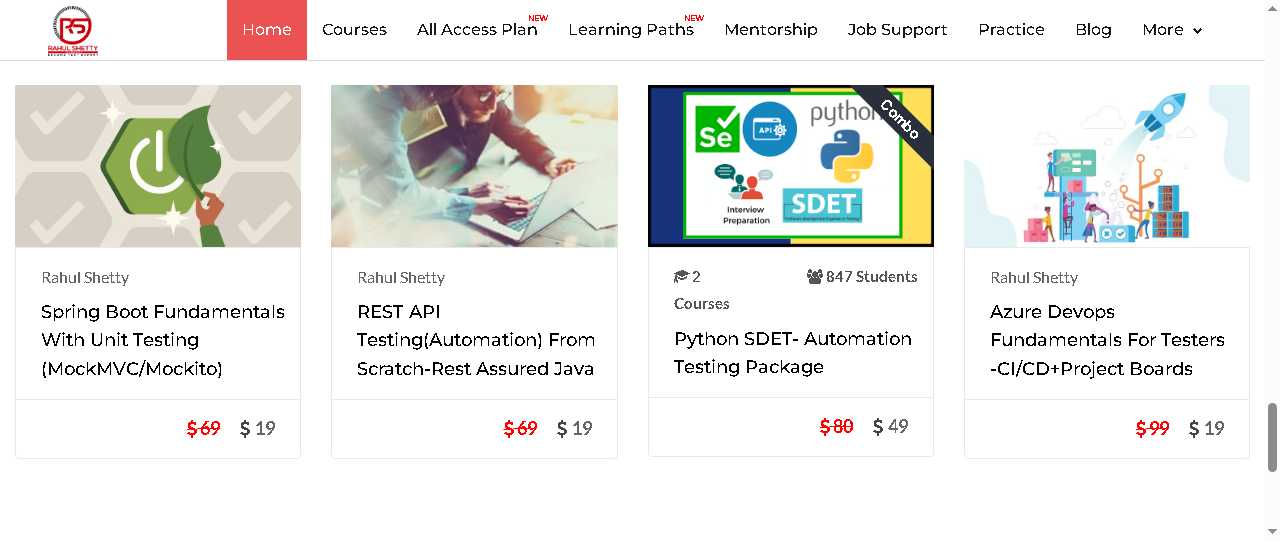 RAHUL SHETTY
Home
Courses
All Access Plan NEW
Learning Paths NEW
Mentorship
Job Support
Practice
Blog
More
Se
API
python
Combo
Interview
Preparation
SDET
Rahul Shetty
Spring Boot Fundamentals
With Unit Testing
(MockMVC/Mockito)
$ 69 $ 19
Rahul Shetty
REST API
Testing(Automation) From
Scratch-Rest Assured Java
$ 69 $ 19
2
Courses
847 Students
Python SDET- Automation
Testing Package
$ 80 $ 49
Rahul Shetty
Azure Devops
Fundamentals For Testers
-CI/CD+Project Boards
$ 99 $ 19